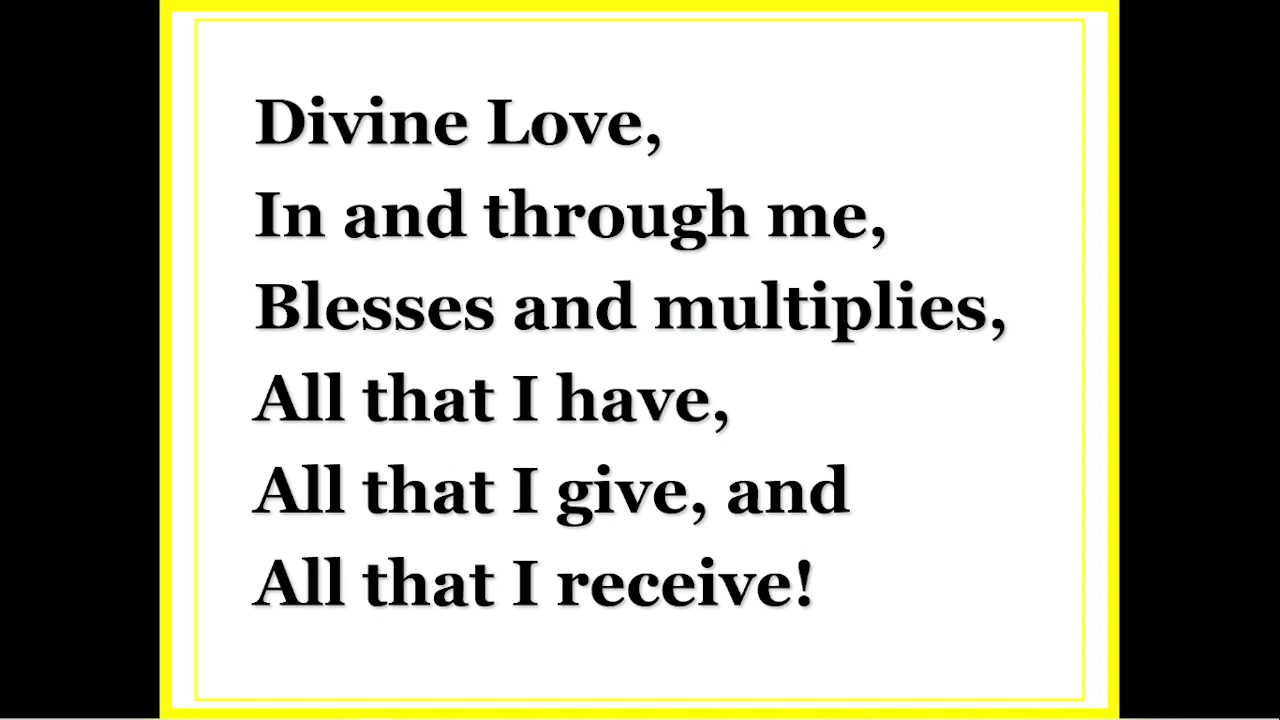 Divine Love,
In and through me,
Blesses and multiplies,
All that I have,
All that I give, and
All that I receive!